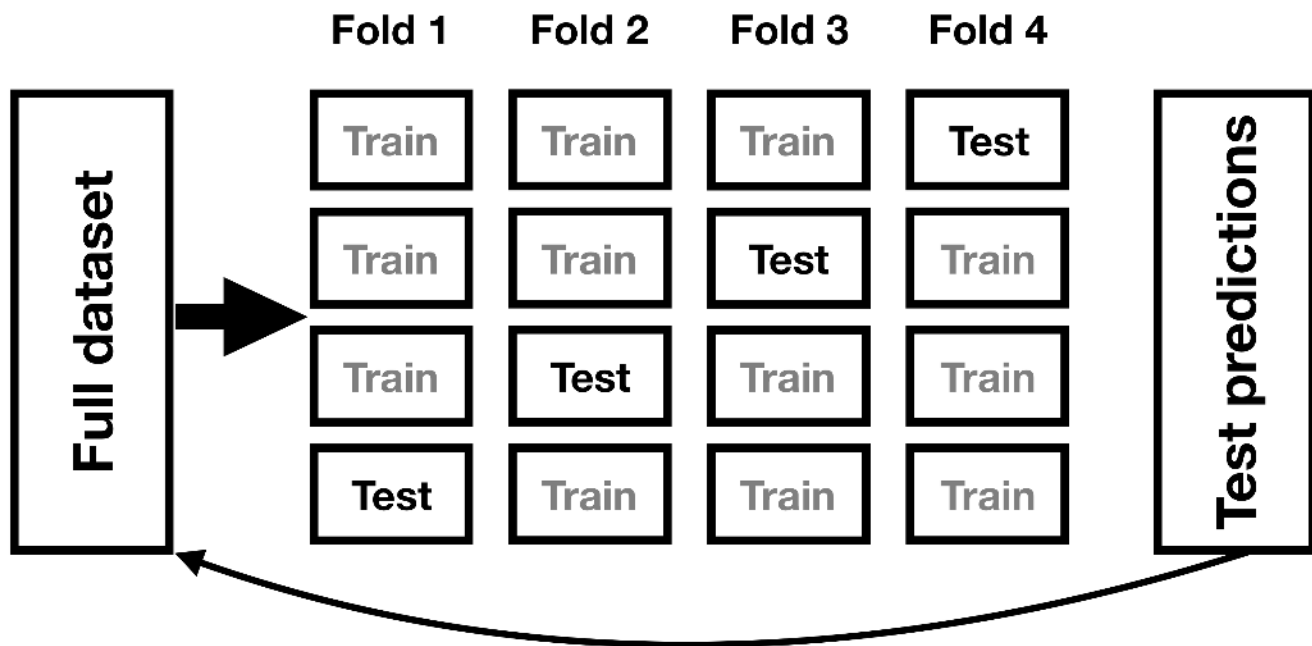 Fold 1 Fold 2 Fold 3 Fold 4
Full dataset
Train Train Train Test
Train Train Test Train
Train Test Train Train
Test Train Train Train
Test predictions